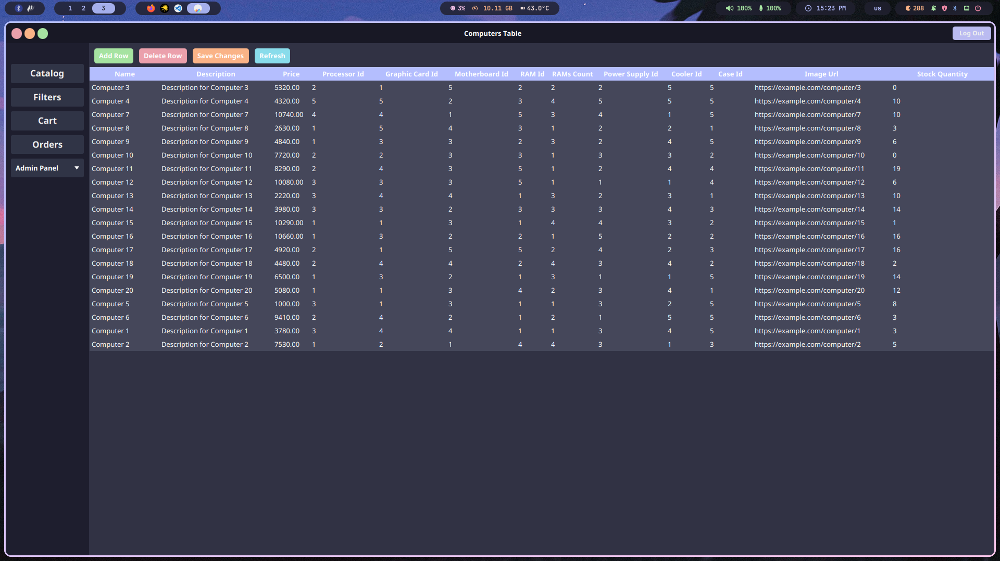 1 2 3 3% 10.11 GB 43.0°C 100% 100% 15:23 PM us 288
Computers Table Log Out
Add Row Delete Row Save Changes Refresh
Catalog
Filters
Cart
Orders
Admin Panel
Name Description Price Processor Id Graphic Card Id Motherboard Id RAM Id RAMs Count Power Supply Id Cooler Id Case Id Image Url Stock Quantity
Computer 3 Description for Computer 3 5320.00 2 1 5 2 2 2 5 5 https://example.com/computer/3 0
Computer 4 Description for Computer 4 4320.00 5 5 2 3 4 5 5 5 https://example.com/computer/4 10
Computer 7 Description for Computer 7 10740.00 4 4 1 5 3 4 1 5 https://example.com/computer/7 10
Computer 8 Description for Computer 8 2630.00 1 5 4 3 1 2 2 1 https://example.com/computer/8 3
Computer 9 Description for Computer 9 4840.00 1 3 3 2 3 2 4 5 https://example.com/computer/9 6
Computer 10 Description for Computer 10 7720.00 2 2 3 3 1 3 3 2 https://example.com/computer/10 0
Computer 11 Description for Computer 11 8290.00 2 4 3 5 1 2 4 4 https://example.com/computer/11 19
Computer 12 Description for Computer 12 10080.00 3 3 3 5 1 1 1 4 https://example.com/computer/12 6
Computer 13 Description for Computer 13 2220.00 3 4 4 1 3 2 3 1 https://example.com/computer/13 10
Computer 14 Description for Computer 14 3980.00 3 3 2 3 3 3 4 3 https://example.com/computer/14 14
Computer 15 Description for Computer 15 10290.00 1 1 3 1 4 4 3 2 https://example.com/computer/15 1
Computer 16 Description for Computer 16 10660.00 1 3 2 2 1 5 2 2 https://example.com/computer/16 16
Computer 17 Description for Computer 17 4920.00 2 1 5 5 2 4 2 3 https://example.com/computer/17 16
Computer 18 Description for Computer 18 4480.00 2 4 4 2 4 3 4 2 https://example.com/computer/18 2
Computer 19 Description for Computer 19 6500.00 1 3 2 1 3 1 1 5 https://example.com/computer/19 14
Computer 20 Description for Computer 20 5080.00 1 1 3 4 2 3 4 1 https://example.com/computer/20 12
Computer 5 Description for Computer 5 1000.00 3 1 3 1 1 3 2 5 https://example.com/computer/5 8
Computer 6 Description for Computer 6 9410.00 2 4 2 1 2 1 5 5 https://example.com/computer/6 3
Computer 1 Description for Computer 1 3780.00 3 4 4 1 1 3 4 5 https://example.com/computer/1 3
Computer 2 Description for Computer 2 7530.00 1 2 1 4 4 3 1 3 https://example.com/computer/2 5